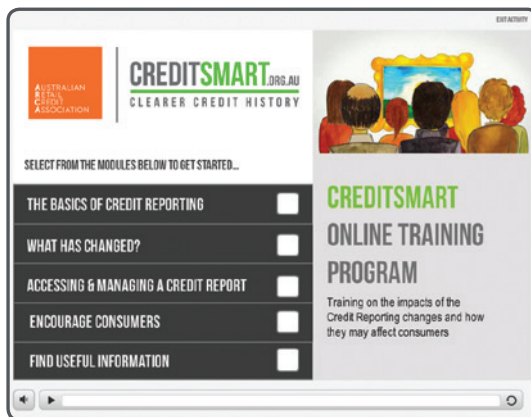 EXIT ACTIVITY
AUSTRALIAN
RETAIL
CREDIT
ASSOCIATION
CREDITSMART.ORG.AU
CLEARER CREDIT HISTORY
SELECT FROM THE MODULES BELOW TO GET STARTED...
THE BASICS OF CREDIT REPORTING
WHAT HAS CHANGED?
ACCESSING & MANAGING A CREDIT REPORT
ENCOURAGE CONSUMERS
FIND USEFUL INFORMATION
CREDITSMART
ONLINE TRAINING
PROGRAM
Training on the impacts of the
Credit Reporting changes and how
they may affect consumers